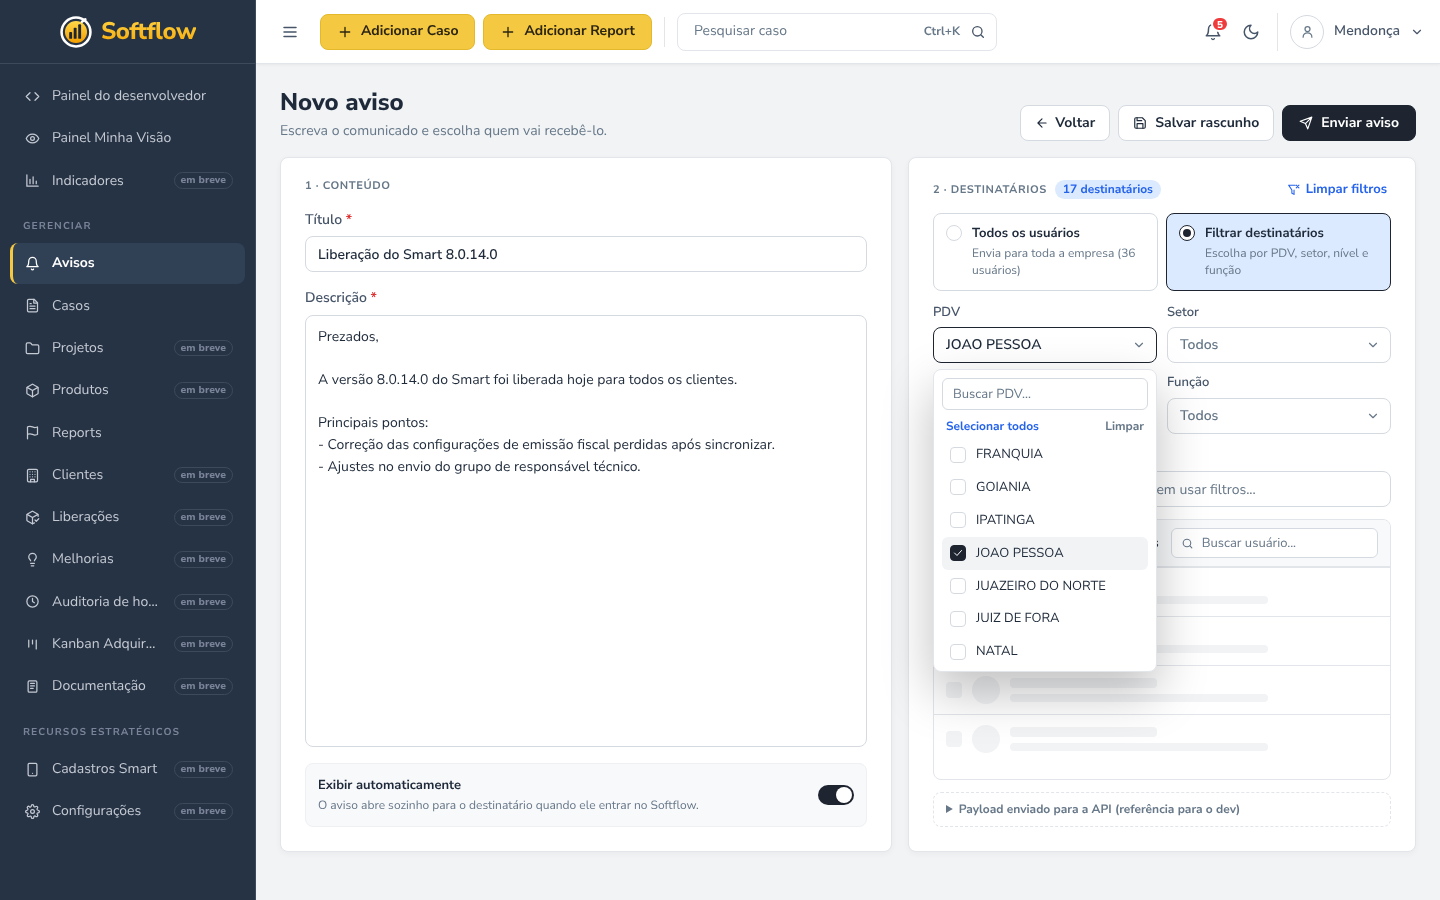 Softflow
Adicionar Caso
Adicionar Report
Pesquisar caso
Ctrl+K
5
Mendonça
Painel do desenvolvedor
Painel Minha Visão
Indicadores
em breve
GERENCIAR
Avisos
Casos
Projetos
em breve
Produtos
em breve
Reports
Clientes
em breve
Liberações
em breve
Melhorias
em breve
Auditoria de ho...
em breve
Kanban Adquir...
em breve
Documentação
em breve
RECURSOS ESTRATÉGICOS
Cadastros Smart
em breve
Configurações
em breve
Novo aviso
Escreva o comunicado e escolha quem vai recebê-lo.
Voltar
Salvar rascunho
Enviar aviso
1 · CONTEÚDO
Título *
Liberação do Smart 8.0.14.0
Descrição *
Prezados,
A versão 8.0.14.0 do Smart foi liberada hoje para todos os clientes.
Principais pontos:
- Correção das configurações de emissão fiscal perdidas após sincronizar.
- Ajustes no envio do grupo de responsável técnico.
Exibir automaticamente
O aviso abre sozinho para o destinatário quando ele entrar no Softflow.
2 · DESTINATÁRIOS
17 destinatários
Limpar filtros
Todos os usuários
Envia para toda a empresa (36
usuários)
Filtrar destinatários
Escolha por PDV, setor, nível e
função
PDV
JOAO PESSOA
Setor
Todos
Buscar PDV...
Selecionar todos
Limpar
FRANQUIA
GOIANIA
IPATINGA
JOAO PESSOA
JUAZEIRO DO NORTE
JUIZ DE FORA
NATAL
Função
Todos
em usar filtros...
s
Buscar usuário...
Payload enviado para a API (referência para o dev)